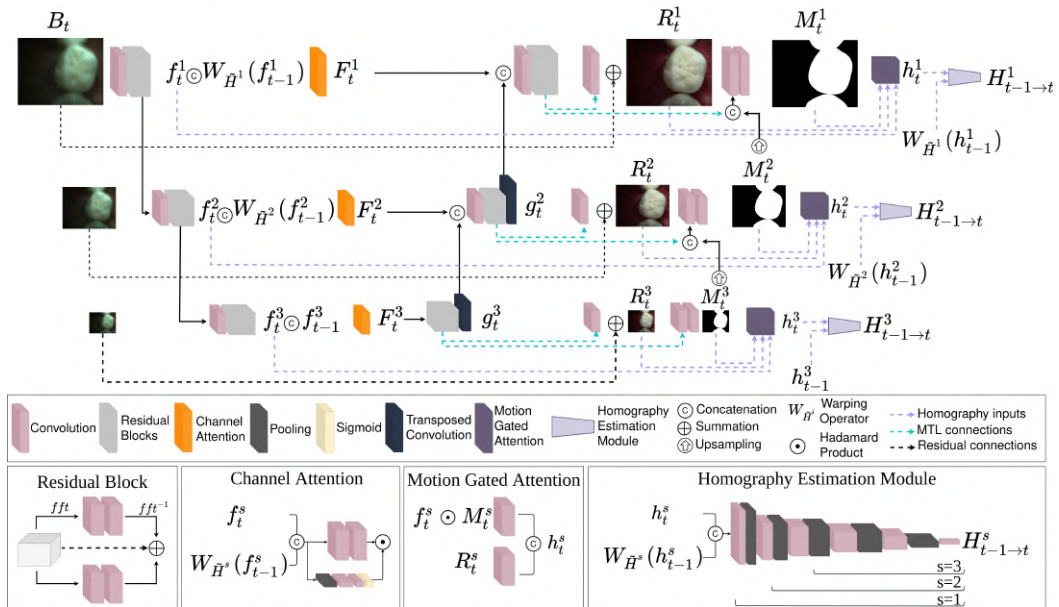 B_t
R_t^1
M_t^1
f_t^1 © W_{H̃^1}(f_{t-1}^1)
F_t^1
C
h_t^1
H_{t-1→t}^1
C
W_{H̃^1}(h_{t-1}^1)
R_t^2
M_t^2
f_t^2 © W_{H̃^2}(f_{t-1}^2)
F_t^2
C
g_t^2
h_t^2
H_{t-1→t}^2
C
W_{H̃^2}(h_{t-1}^2)
R_t^3
M_t^3
f_t^3 © f_{t-1}^3
F_t^3
g_t^3
h_t^3
H_{t-1→t}^3
h_{t-1}^3
Convolution
Residual
Blocks
Channel
Attention
Pooling
Sigmoid
Transposed
Convolution
Motion
Gated
Attention
Homography
Estimation
Module
C Concatenation
Summation
Upsampling
W_{H̃^i} Warping
Operator
Hadamard
Product
Homography inputs
MTL connections
Residual connections
Residual Block
fft
fft^{-1}
Channel Attention
f_t^s
C
W_{H̃^s}(f_{t-1}^s)
Motion Gated Attention
f_t^s ⊙ M_t^s
C
h_t^s
R_t^s
Homography Estimation Module
h_t^s
C
W_{H̃^s}(h_{t-1}^s)
H_{t-1→t}^s
s=3
s=2
s=1